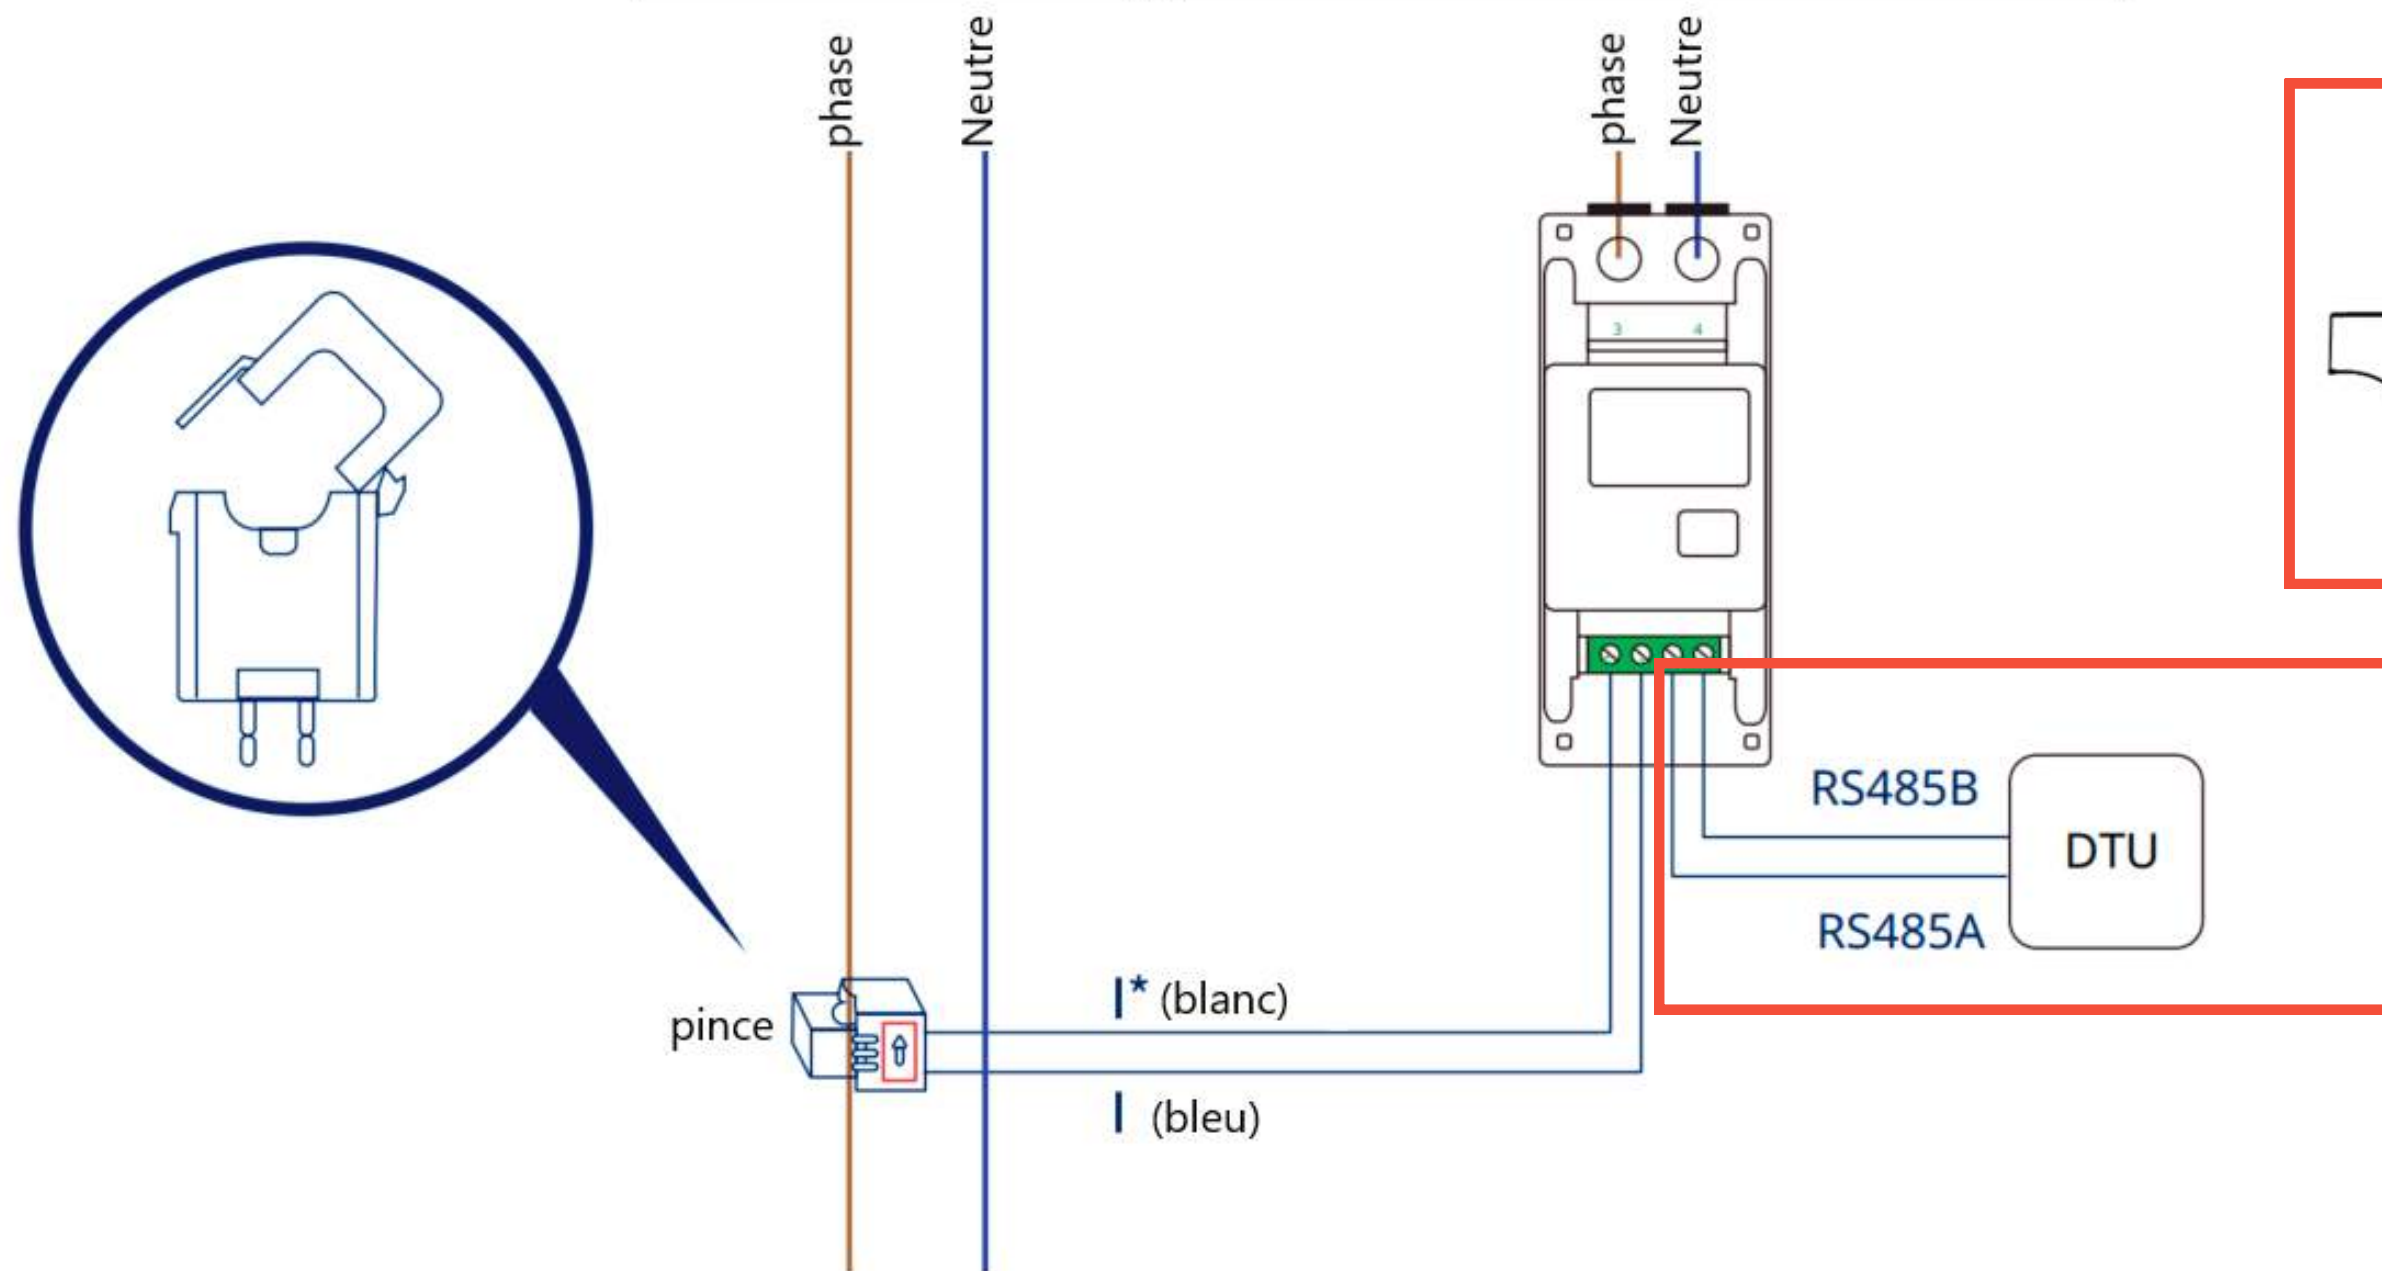 phase
Neutre
phase
Neutre
3 4
RS485B
DTU
RS485A
I* (blanc)
pince
I (bleu)